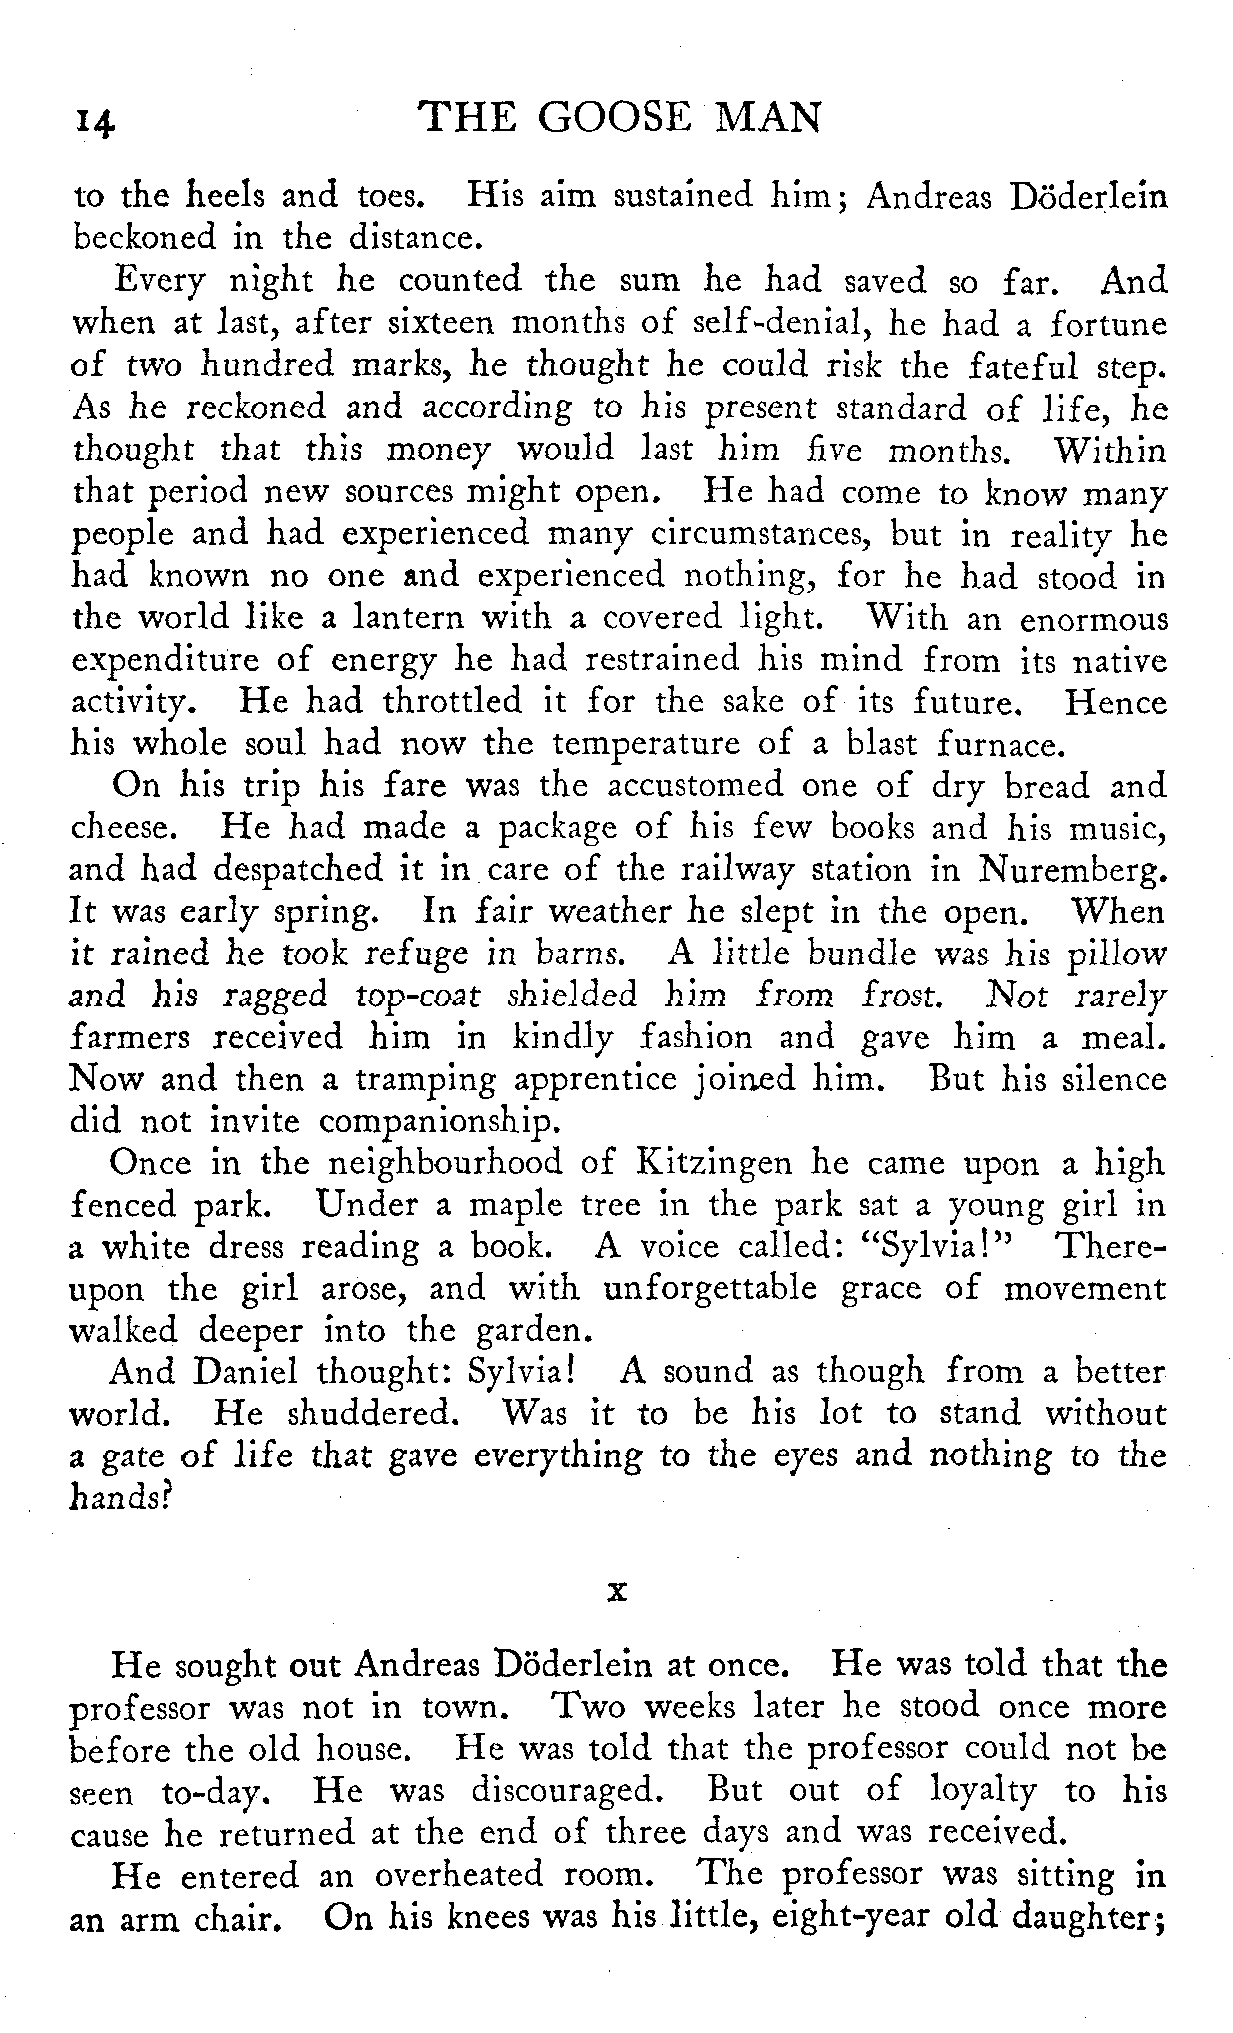 14 THE GOOSE MAN
to the heels and toes. His aim sustained him; Andreas Döderlein
beckoned in the distance.
Every night he counted the sum he had saved so far. And
when at last, after sixteen months of self-denial, he had a fortune
of two hundred marks, he thought he could risk the fateful step.
As he reckoned and according to his present standard of life, he
thought that this money would last him five months. Within
that period new sources might open. He had come to know many
people and had experienced many circumstances, but in reality he
had known no one and experienced nothing, for he had stood in
the world like a lantern with a covered light. With an enormous
expenditure of energy he had restrained his mind from its native
activity. He had throttled it for the sake of its future. Hence
his whole soul had now the temperature of a blast furnace.
On his trip his fare was the accustomed one of dry bread and
cheese. He had made a package of his few books and his music,
and had despatched it in care of the railway station in Nuremberg.
It was early spring. In fair weather he slept in the open. When
it rained he took refuge in barns. A little bundle was his pillow
and his ragged top-coat shielded him from frost. Not rarely
farmers received him in kindly fashion and gave him a meal.
Now and then a tramping apprentice joined him. But his silence
did not invite companionship.
Once in the neighbourhood of Kitzingen he came upon a high
fenced park. Under a maple tree in the park sat a young girl in
a white dress reading a book. A voice called: “Sylvia!” There-
upon the girl arose, and with unforgettable grace of movement
walked deeper into the garden.
And Daniel thought: Sylvia! A sound as though from a better
world. He shuddered. Was it to be his lot to stand without
a gate of life that gave everything to the eyes and nothing to the
hands?
X
He sought out Andreas Döderlein at once. He was told that the
professor was not in town. Two weeks later he stood once more
before the old house. He was told that the professor could not be
seen to-day. He was discouraged. But out of loyalty to his
cause he returned at the end of three days and was received.
He entered an overheated room. The professor was sitting in
an arm chair. On his knees was his little, eight-year old daughter;